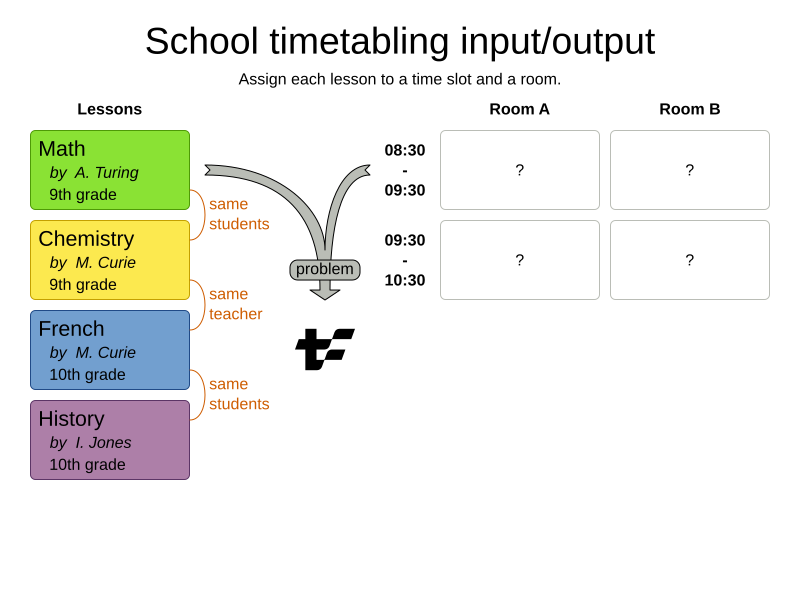 School timetabling input/output
Assign each lesson to a time slot and a room.
Lessons
Room A
Room B
Math
by A. Turing
9th grade
same
students
Chemistry
by M. Curie
9th grade
same
teacher
French
by M. Curie
10th grade
same
students
History
by I. Jones
10th grade
problem
08:30
-
09:30
?
?
09:30
-
10:30
?
?